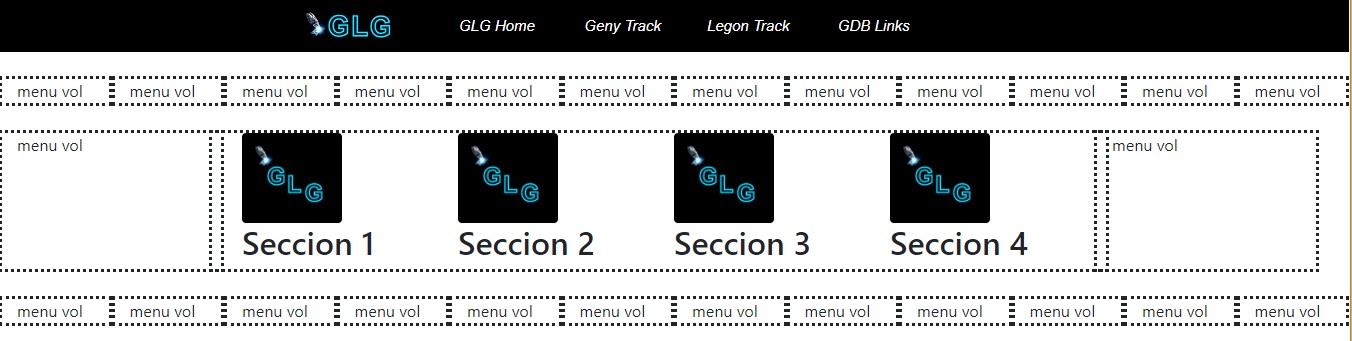 GLG GLG Home Geny Track Legon Track GDB Links
menu vol menu vol menu vol menu vol menu vol menu vol menu vol menu vol menu vol menu vol menu vol menu vol
menu vol GLG GLG GLG GLG menu vol
Seccion 1 Seccion 2 Seccion 3 Seccion 4
menu vol menu vol menu vol menu vol menu vol menu vol menu vol menu vol menu vol menu vol menu vol menu vol